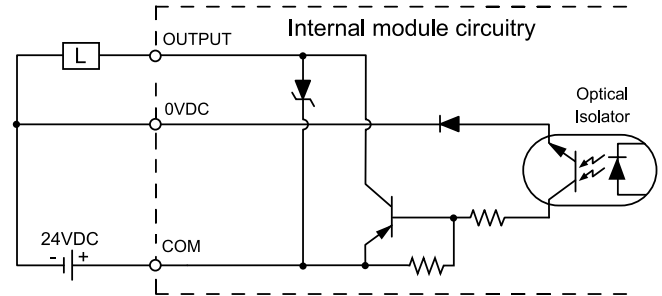 Internal module circuitry
OUTPUT
L
0VDC
Optical
Isolator
24VDC
- +
COM